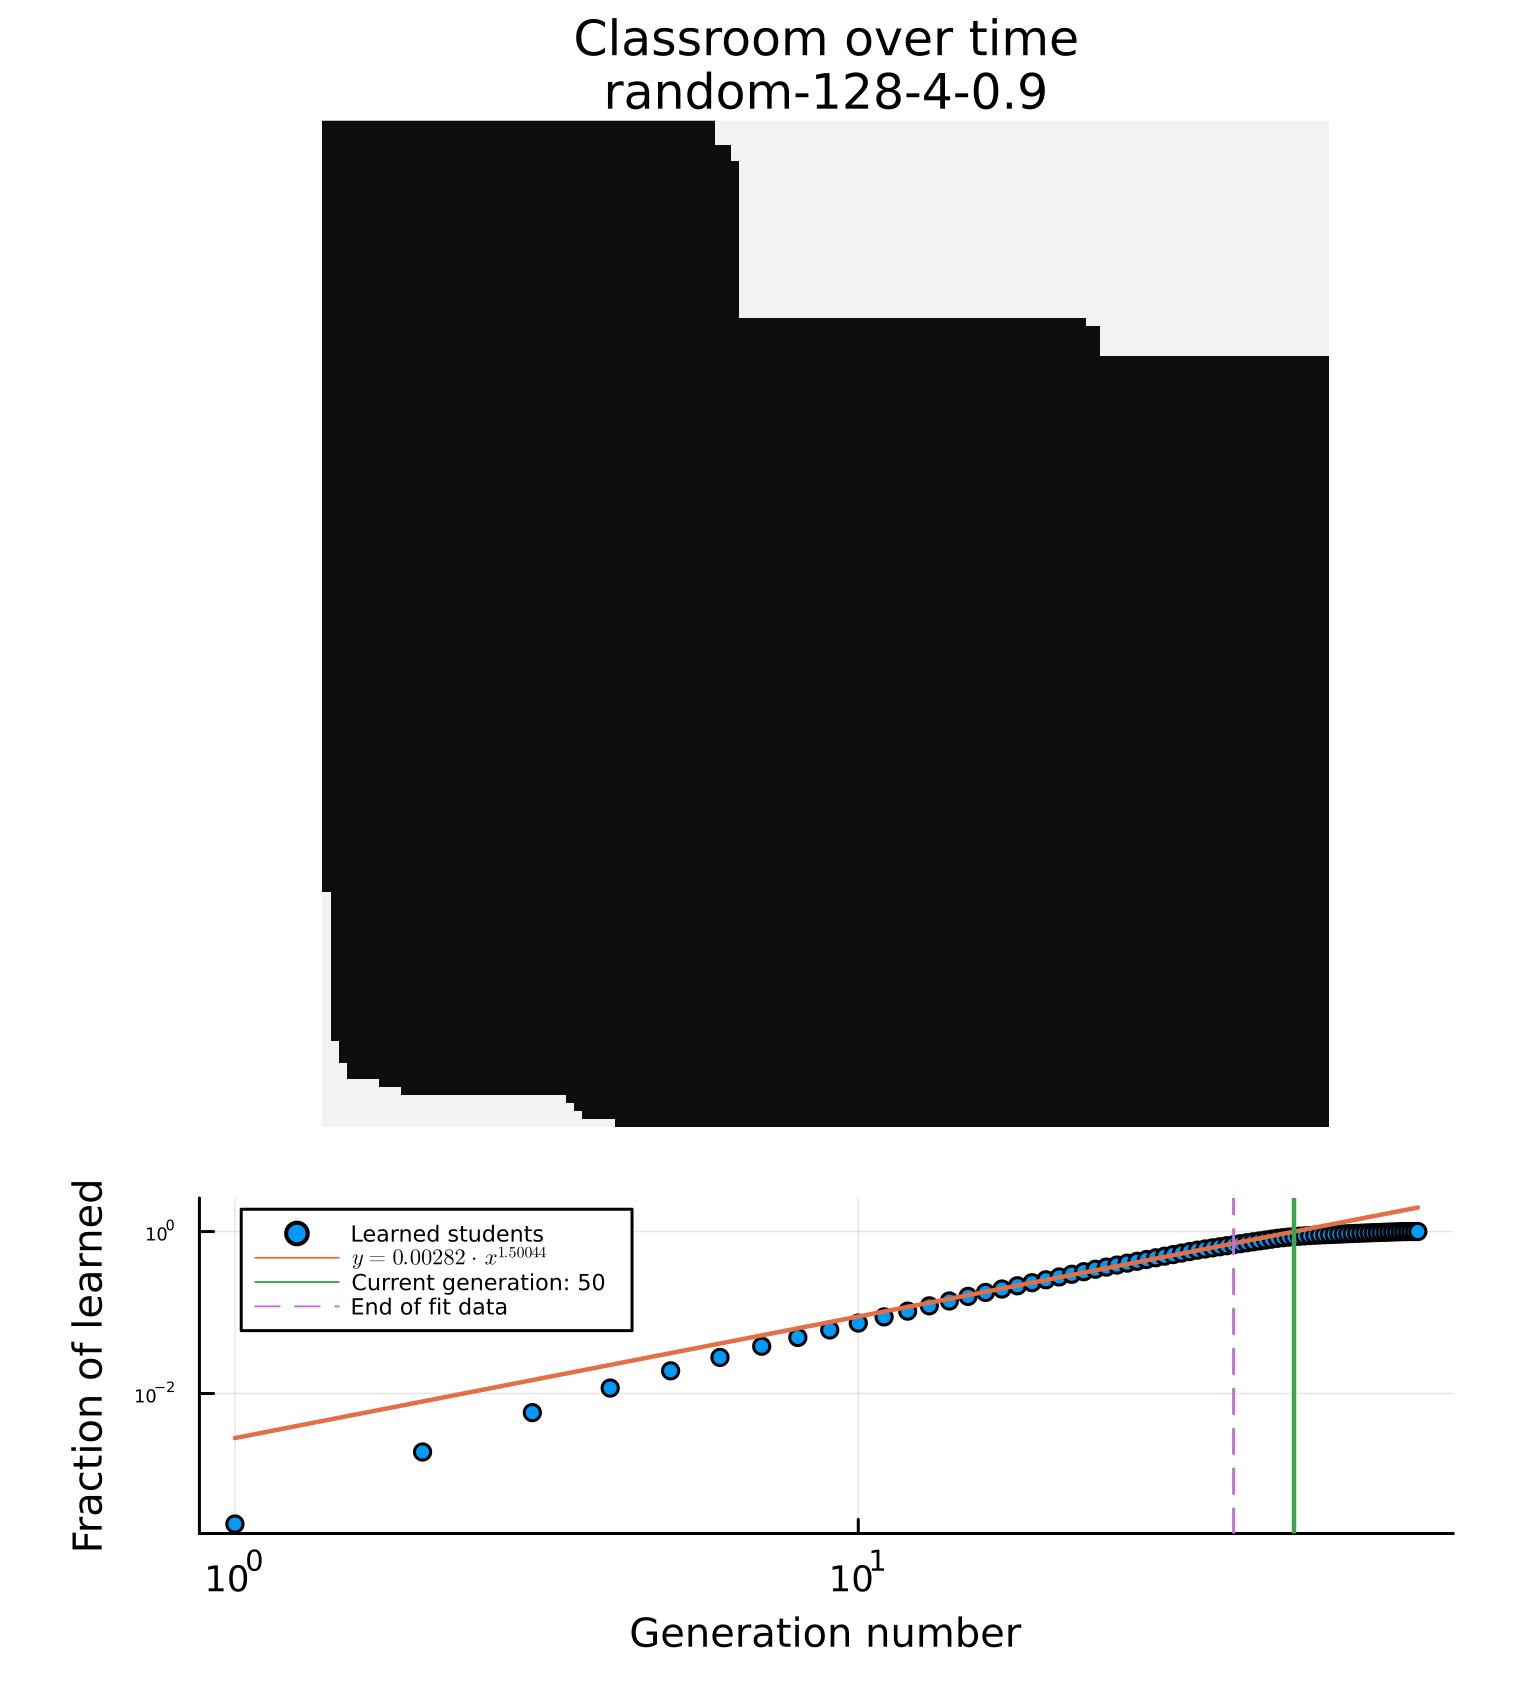 Classroom over time
random-128-4-0.9
Fraction of learned
10^0
10^-2
Learned students
y = 0.00282 · x^1.50044
Current generation: 50
End of fit data
10^0
10^1
Generation number